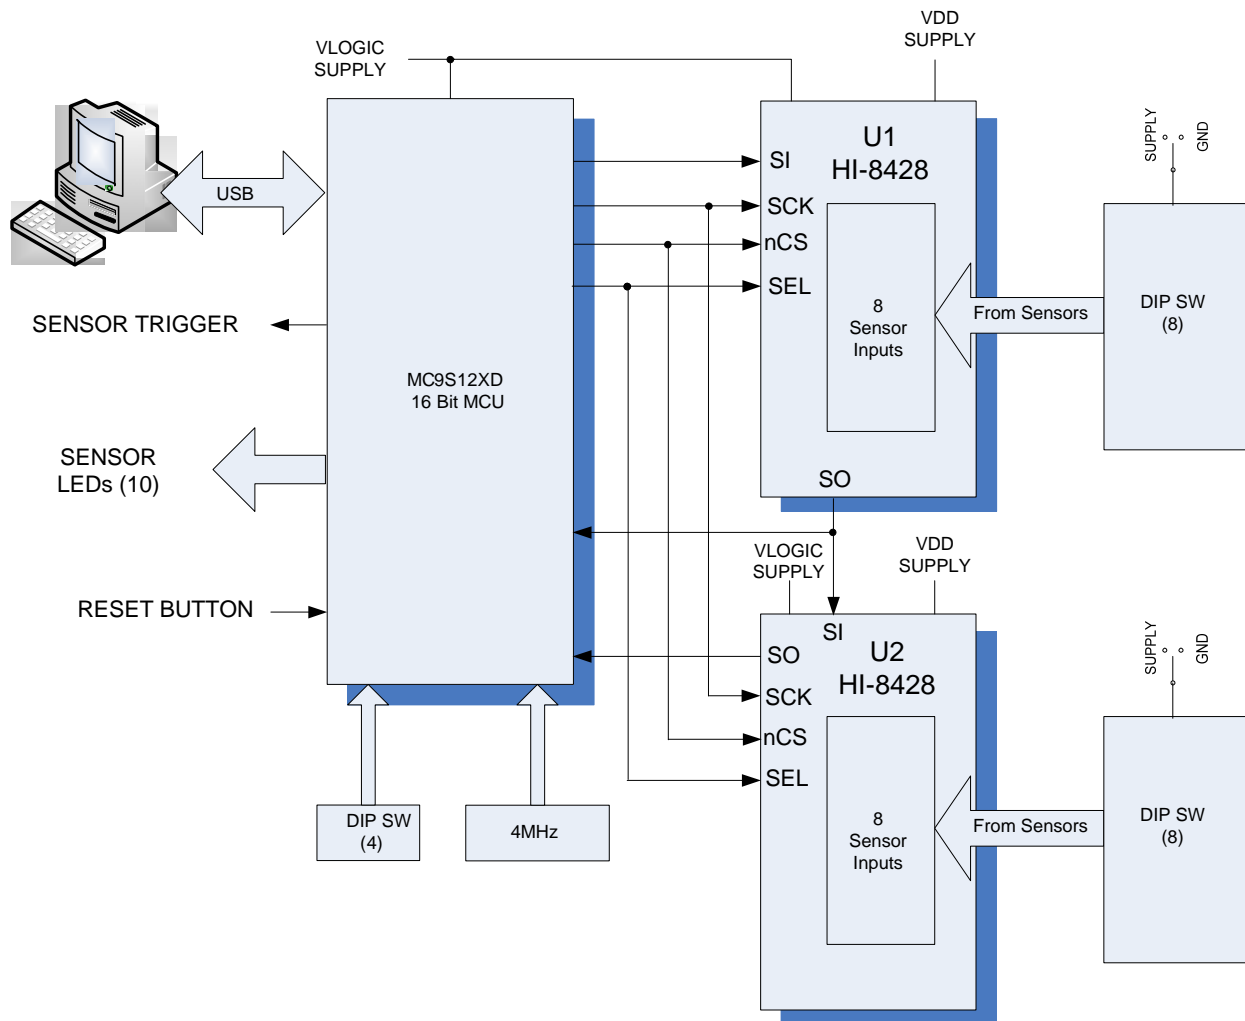 VLOGIC
SUPPLY
VDD
SUPPLY
U1
HI-8428
SI
SCK
nCS
SEL
8
Sensor
Inputs
SO
From Sensors
SUPPLY
GND
DIP SW
(8)
USB
SENSOR TRIGGER
MC9S12XD
16 Bit MCU
SENSOR
LEDs (10)
RESET BUTTON
DIP SW
(4)
4MHz
VLOGIC
SUPPLY
VDD
SUPPLY
SI
U2
HI-8428
SO
SCK
nCS
SEL
8
Sensor
Inputs
From Sensors
SUPPLY
GND
DIP SW
(8)